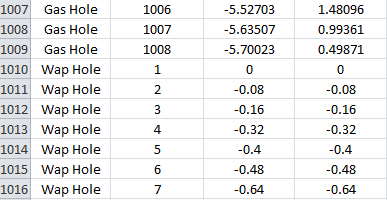 1007 Gas Hole 1006 -5.52703 1.48096
1008 Gas Hole 1007 -5.63507 0.99361
1009 Gas Hole 1008 -5.70023 0.49871
1010 Wap Hole 1 0 0
1011 Wap Hole 2 -0.08 -0.08
1012 Wap Hole 3 -0.16 -0.16
1013 Wap Hole 4 -0.32 -0.32
1014 Wap Hole 5 -0.4 -0.4
1015 Wap Hole 6 -0.48 -0.48
1016 Wap Hole 7 -0.64 -0.64